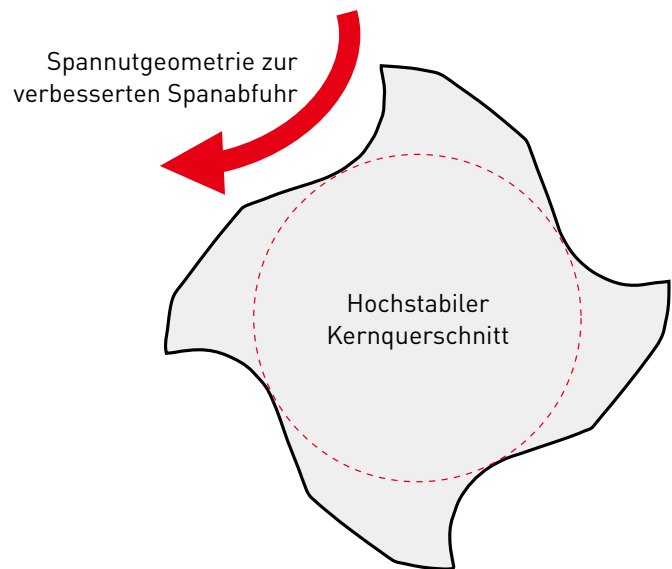 Spannutgeometrie zur
verbesserten Spanabfuhr
Hochstabiler
Kernquerschnitt